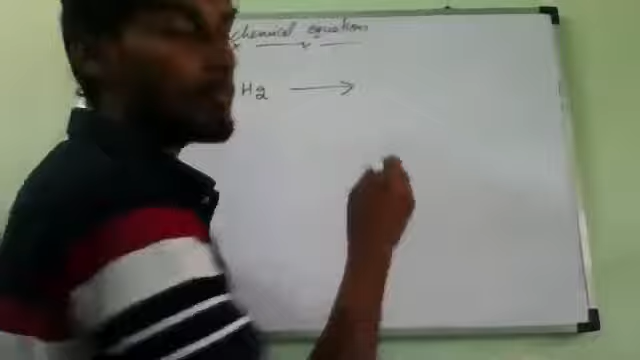 chemical equations
H2 →